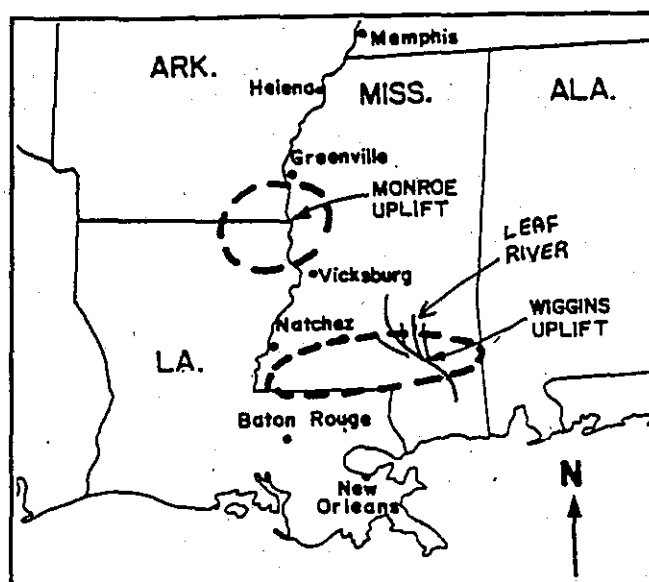 Memphis
ARK.
Helena
MISS.
ALA.
Greenville
MONROE
UPLIFT
LEAF
RIVER
Vicksburg
WIGGINS
UPLIFT
Natchez
LA.
Baton Rouge
New
Orleans
N